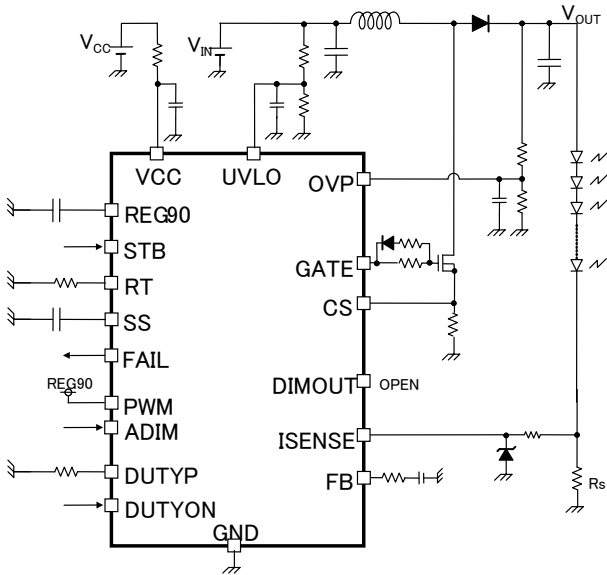 VCC
VIN
VOUT
VCC
UVLO
OVP
REG90
STB
GATE
RT
CS
SS
FAIL
REG90
DIMOUT
OPEN
PWM
ADIM
ISENSE
DUTYP
FB
Rs
DUTYON
GND